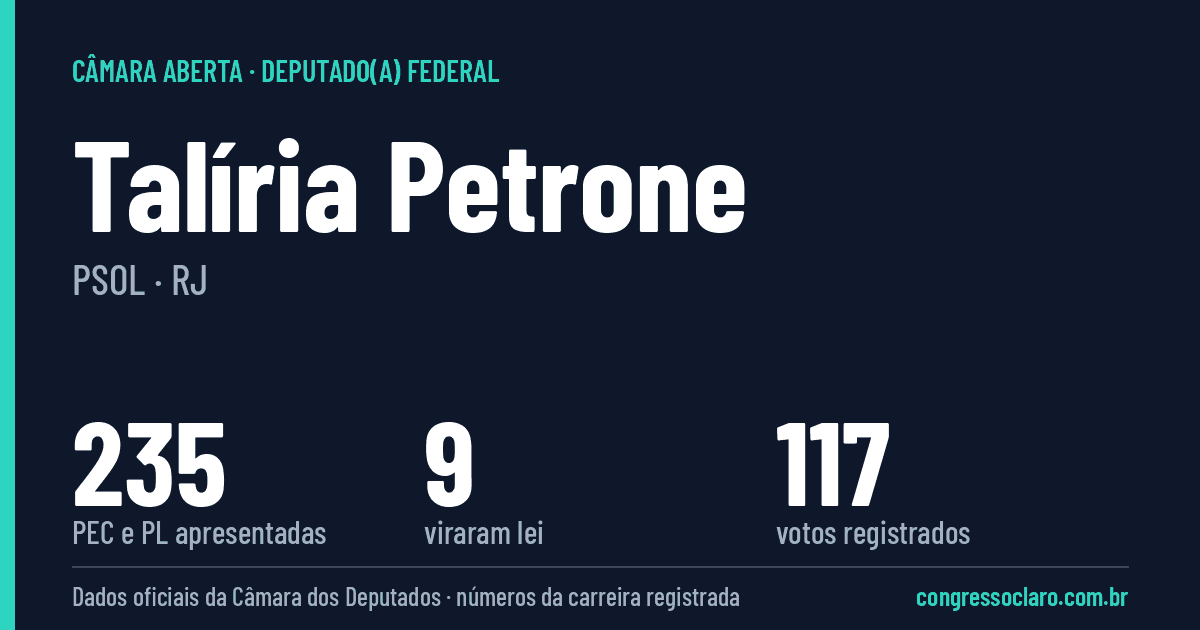 CÂMARA ABERTA · DEPUTADO(A) FEDERAL
Talíria Petrone
PSOL · RJ
235 9 117
PEC e PL apresentadas viraram lei votos registrados
Dados oficiais da Câmara dos Deputados · números da carreira registrada congressoclaro.com.br